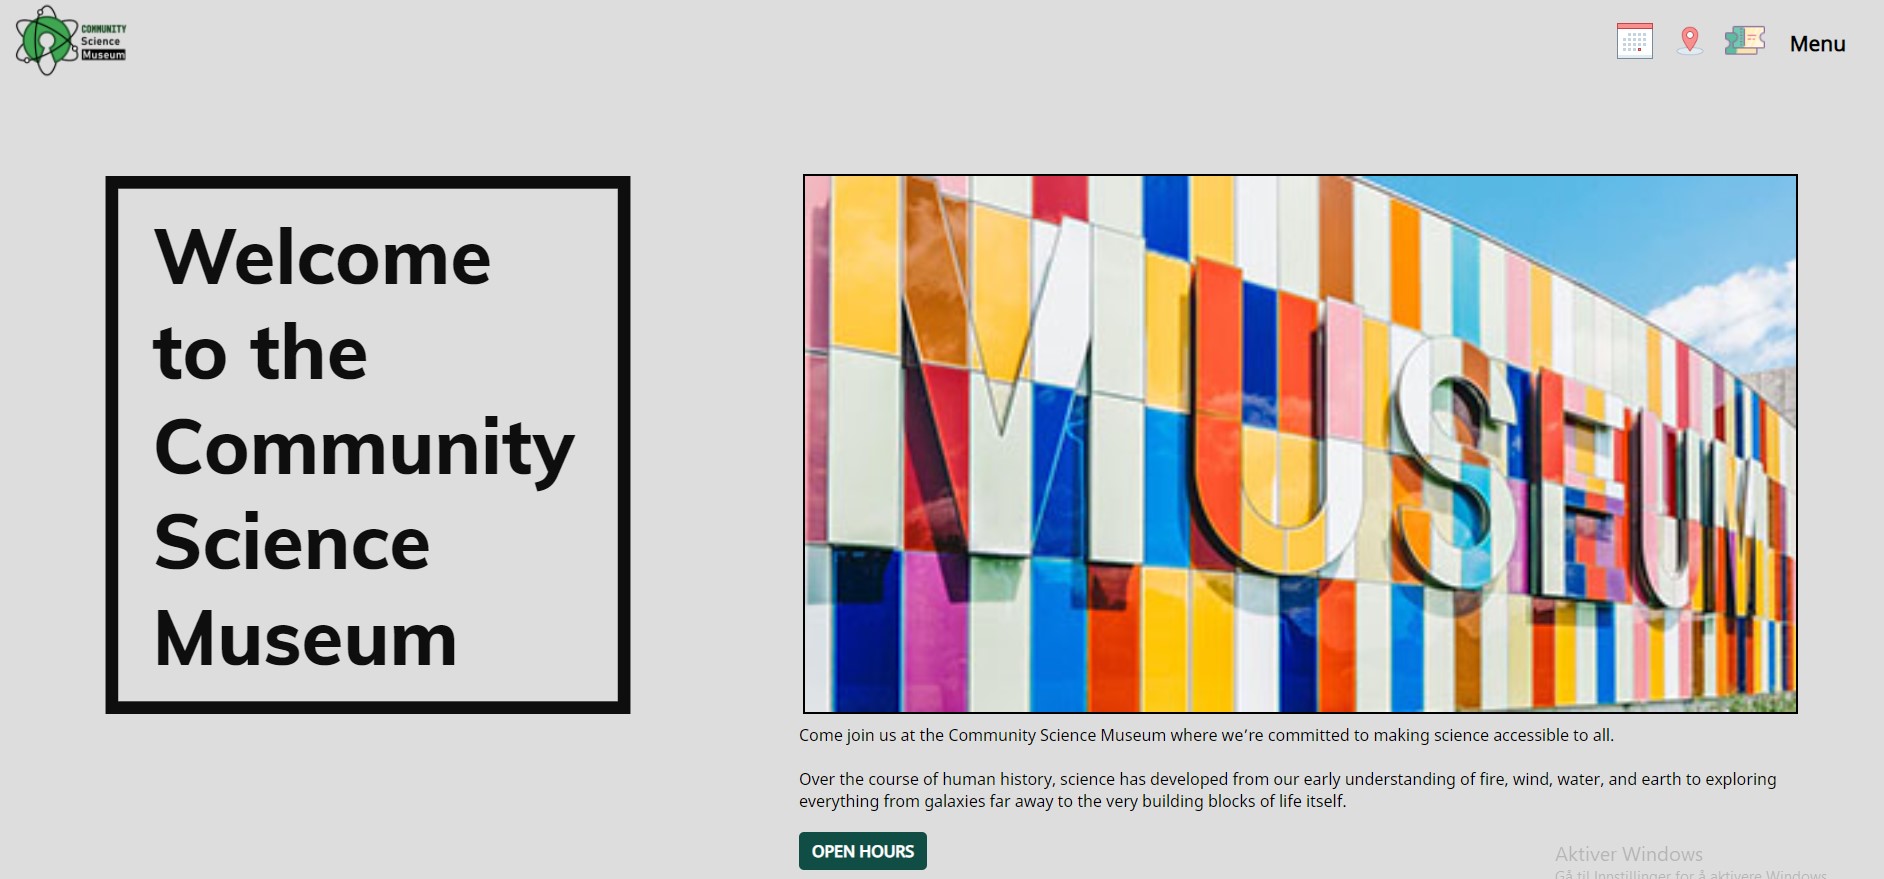 COMMUNITY
Science
Museum
Menu
Welcome
to the
Community
Science
Museum
MUSEUM
Come join us at the Community Science Museum where we’re committed to making science accessible to all.
Over the course of human history, science has developed from our early understanding of fire, wind, water, and earth to exploring
everything from galaxies far away to the very building blocks of life itself.
OPEN HOURS
Aktiver Windows
Gå til Innstillinger for å aktivere Windows.